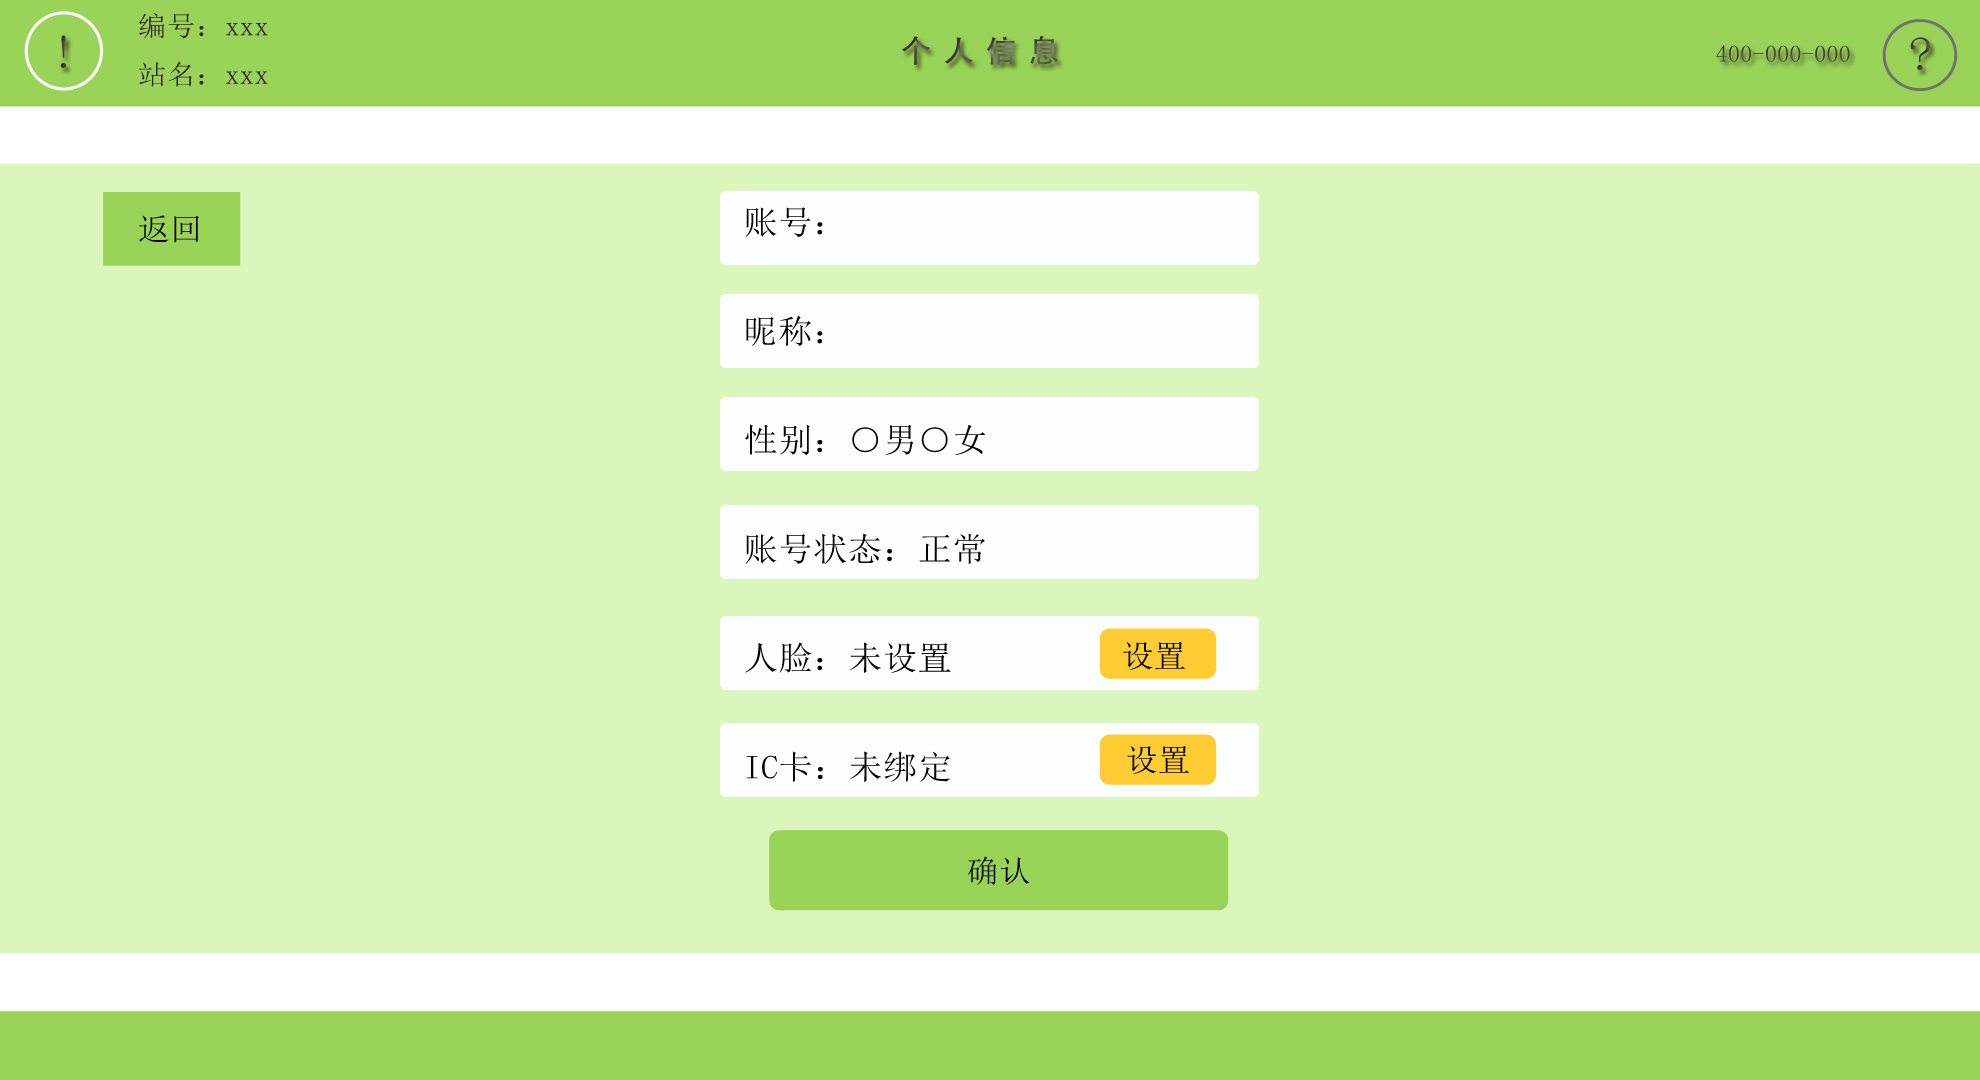 !
编号：xxx
站名：xxx
个人信息
400-000-000
?
返回
账号：
昵称：
性别：○男○女
账号状态：正常
人脸：未设置
设置
IC卡：未绑定
设置
确认